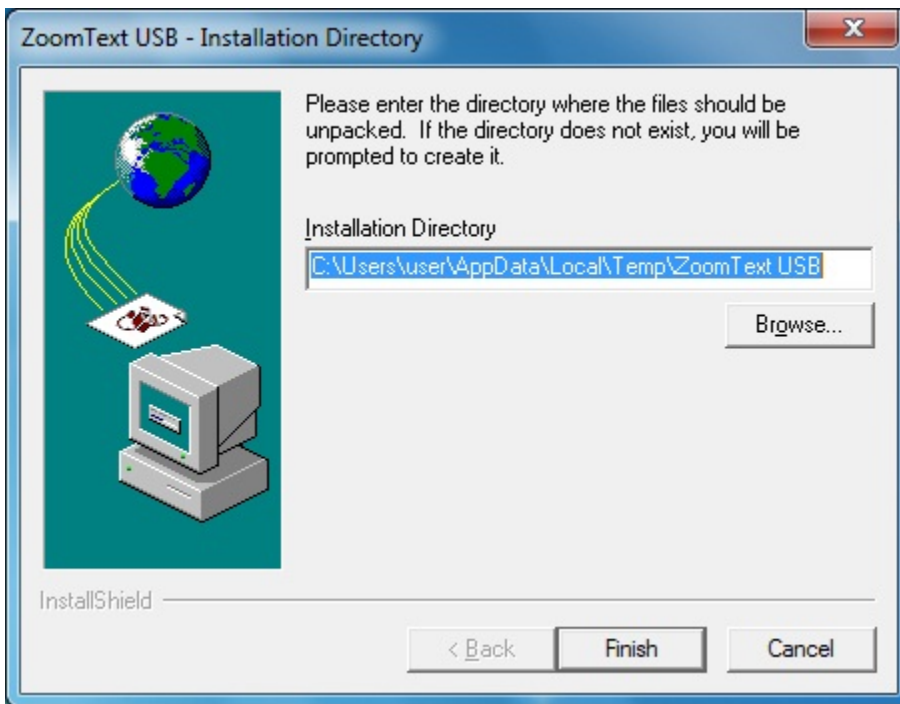 ZoomText USB - Installation Directory
Please enter the directory where the files should be
unpacked. If the directory does not exist, you will be
prompted to create it.
Installation Directory
C:\Users\user\AppData\Local\Temp\ZoomText USB
Browse...
InstallShield
< Back
Finish
Cancel